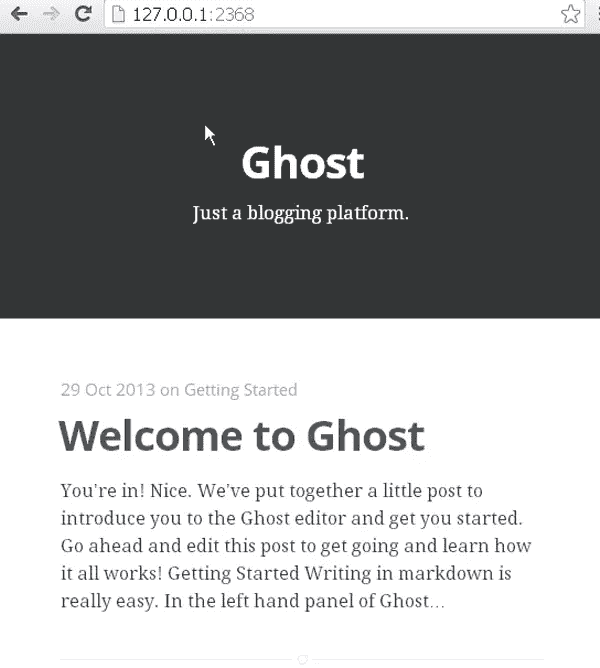 127.0.0.1:2368
Ghost
Just a blogging platform.
29 Oct 2013 on Getting Started
Welcome to Ghost
You're in! Nice. We've put together a little post to
introduce you to the Ghost editor and get you started.
Go ahead and edit this post to get going and learn how
it all works! Getting Started Writing in markdown is
really easy. In the left hand panel of Ghost…